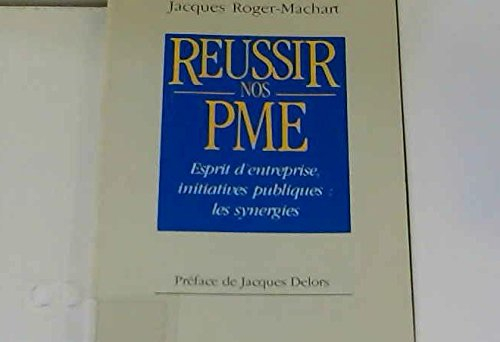 Jacques Roger-Machart
REUSSIR
NOS
PME
Esprit d'entreprise,
initiatives publiques :
les synergies
Préface de Jacques Delors